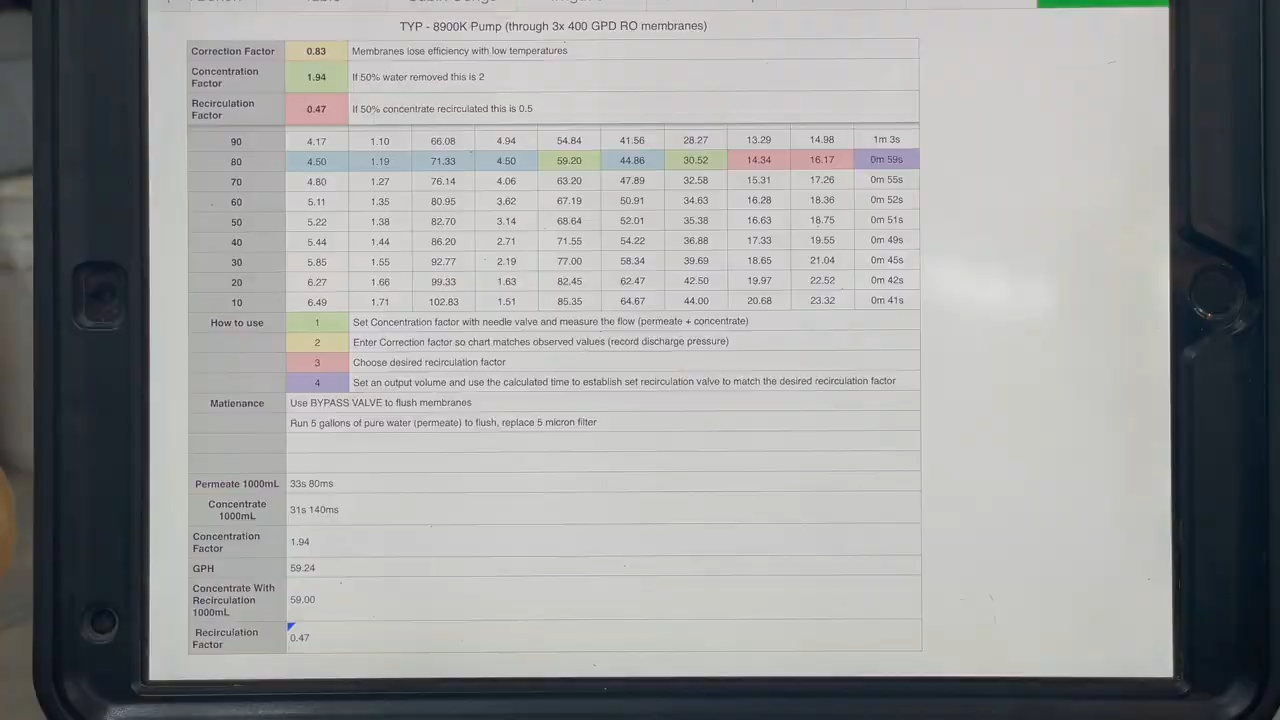 TYP - 8900K Pump (through 3x 400 GPD RO membranes)
Correction Factor 0.83 Membranes lose efficiency with low temperatures
Concentration Factor 1.94 If 50% water removed this is 2
Recirculation Factor 0.47 If 50% concentrate recirculated this is 0.5
90 4.17 1.10 66.08 4.94 54.84 41.56 28.27 13.29 14.98 1m 3s
80 4.50 1.19 71.33 4.50 59.20 44.86 30.52 14.34 16.17 0m 59s
70 4.80 1.27 76.14 4.06 63.20 47.89 32.58 15.31 17.26 0m 55s
60 5.11 1.35 80.95 3.62 67.19 50.91 34.63 16.28 18.36 0m 52s
50 5.22 1.38 82.70 3.14 68.64 52.01 35.38 16.63 18.75 0m 51s
40 5.44 1.44 86.20 2.71 71.55 54.22 36.88 17.33 19.55 0m 49s
30 5.85 1.55 92.77 2.19 77.00 58.34 39.69 18.65 21.04 0m 45s
20 6.27 1.66 99.33 1.63 82.45 62.47 42.50 19.97 22.52 0m 42s
10 6.49 1.71 102.83 1.51 85.35 64.67 44.00 20.68 23.32 0m 41s
How to use 1 Set Concentration factor with needle valve and measure the flow (permeate + concentrate)
2 Enter Correction factor so chart matches observed values (record discharge pressure)
3 Choose desired recirculation factor
4 Set an output volume and use the calculated time to establish set recirculation valve to match the desired recirculation factor
Matienance Use BYPASS VALVE to flush membranes
Run 5 gallons of pure water (permeate) to flush, replace 5 micron filter
Permeate 1000mL 33s 80ms
Concentrate 1000mL 31s 140ms
Concentration Factor 1.94
GPH 59.24
Concentrate With Recirculation 1000mL 59.00
Recirculation Factor 0.47